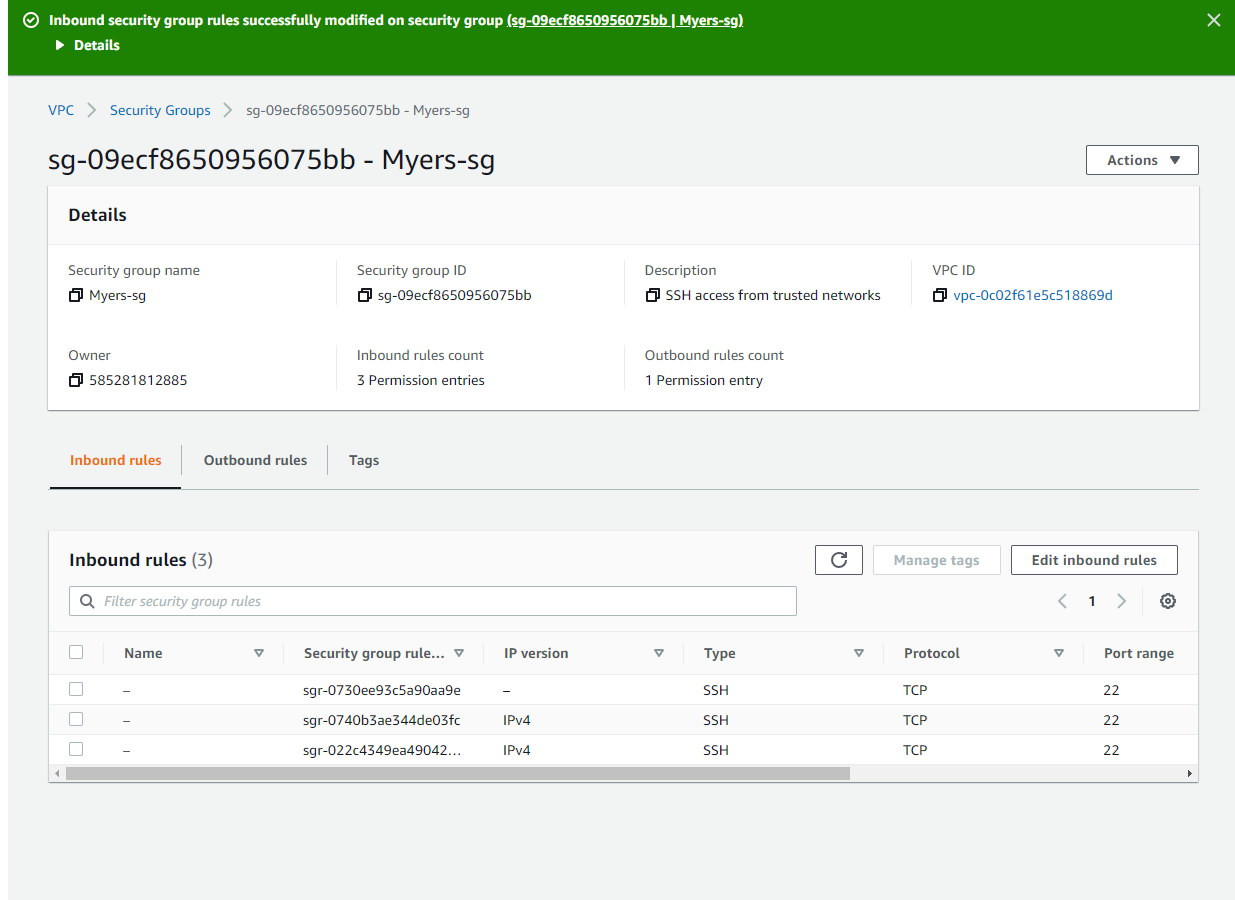 Inbound security group rules successfully modified on security group (sg-09ecf8650956075bb | Myers-sg)
Details
VPC Security Groups sg-09ecf8650956075bb - Myers-sg
sg-09ecf8650956075bb - Myers-sg Actions
Details
Security group name Security group ID Description VPC ID
Myers-sg sg-09ecf8650956075bb SSH access from trusted networks vpc-0c02f61e5c518869d
Owner Inbound rules count Outbound rules count
585281812885 3 Permission entries 1 Permission entry
Inbound rules Outbound rules Tags
Inbound rules (3) Manage tags Edit inbound rules
Filter security group rules 1
Name Security group rule... IP version Type Protocol Port range
– sgr-0730ee93c5a90aa9e – SSH TCP 22
– sgr-0740b3ae344de03fc IPv4 SSH TCP 22
– sgr-022c4349ea49042... IPv4 SSH TCP 22